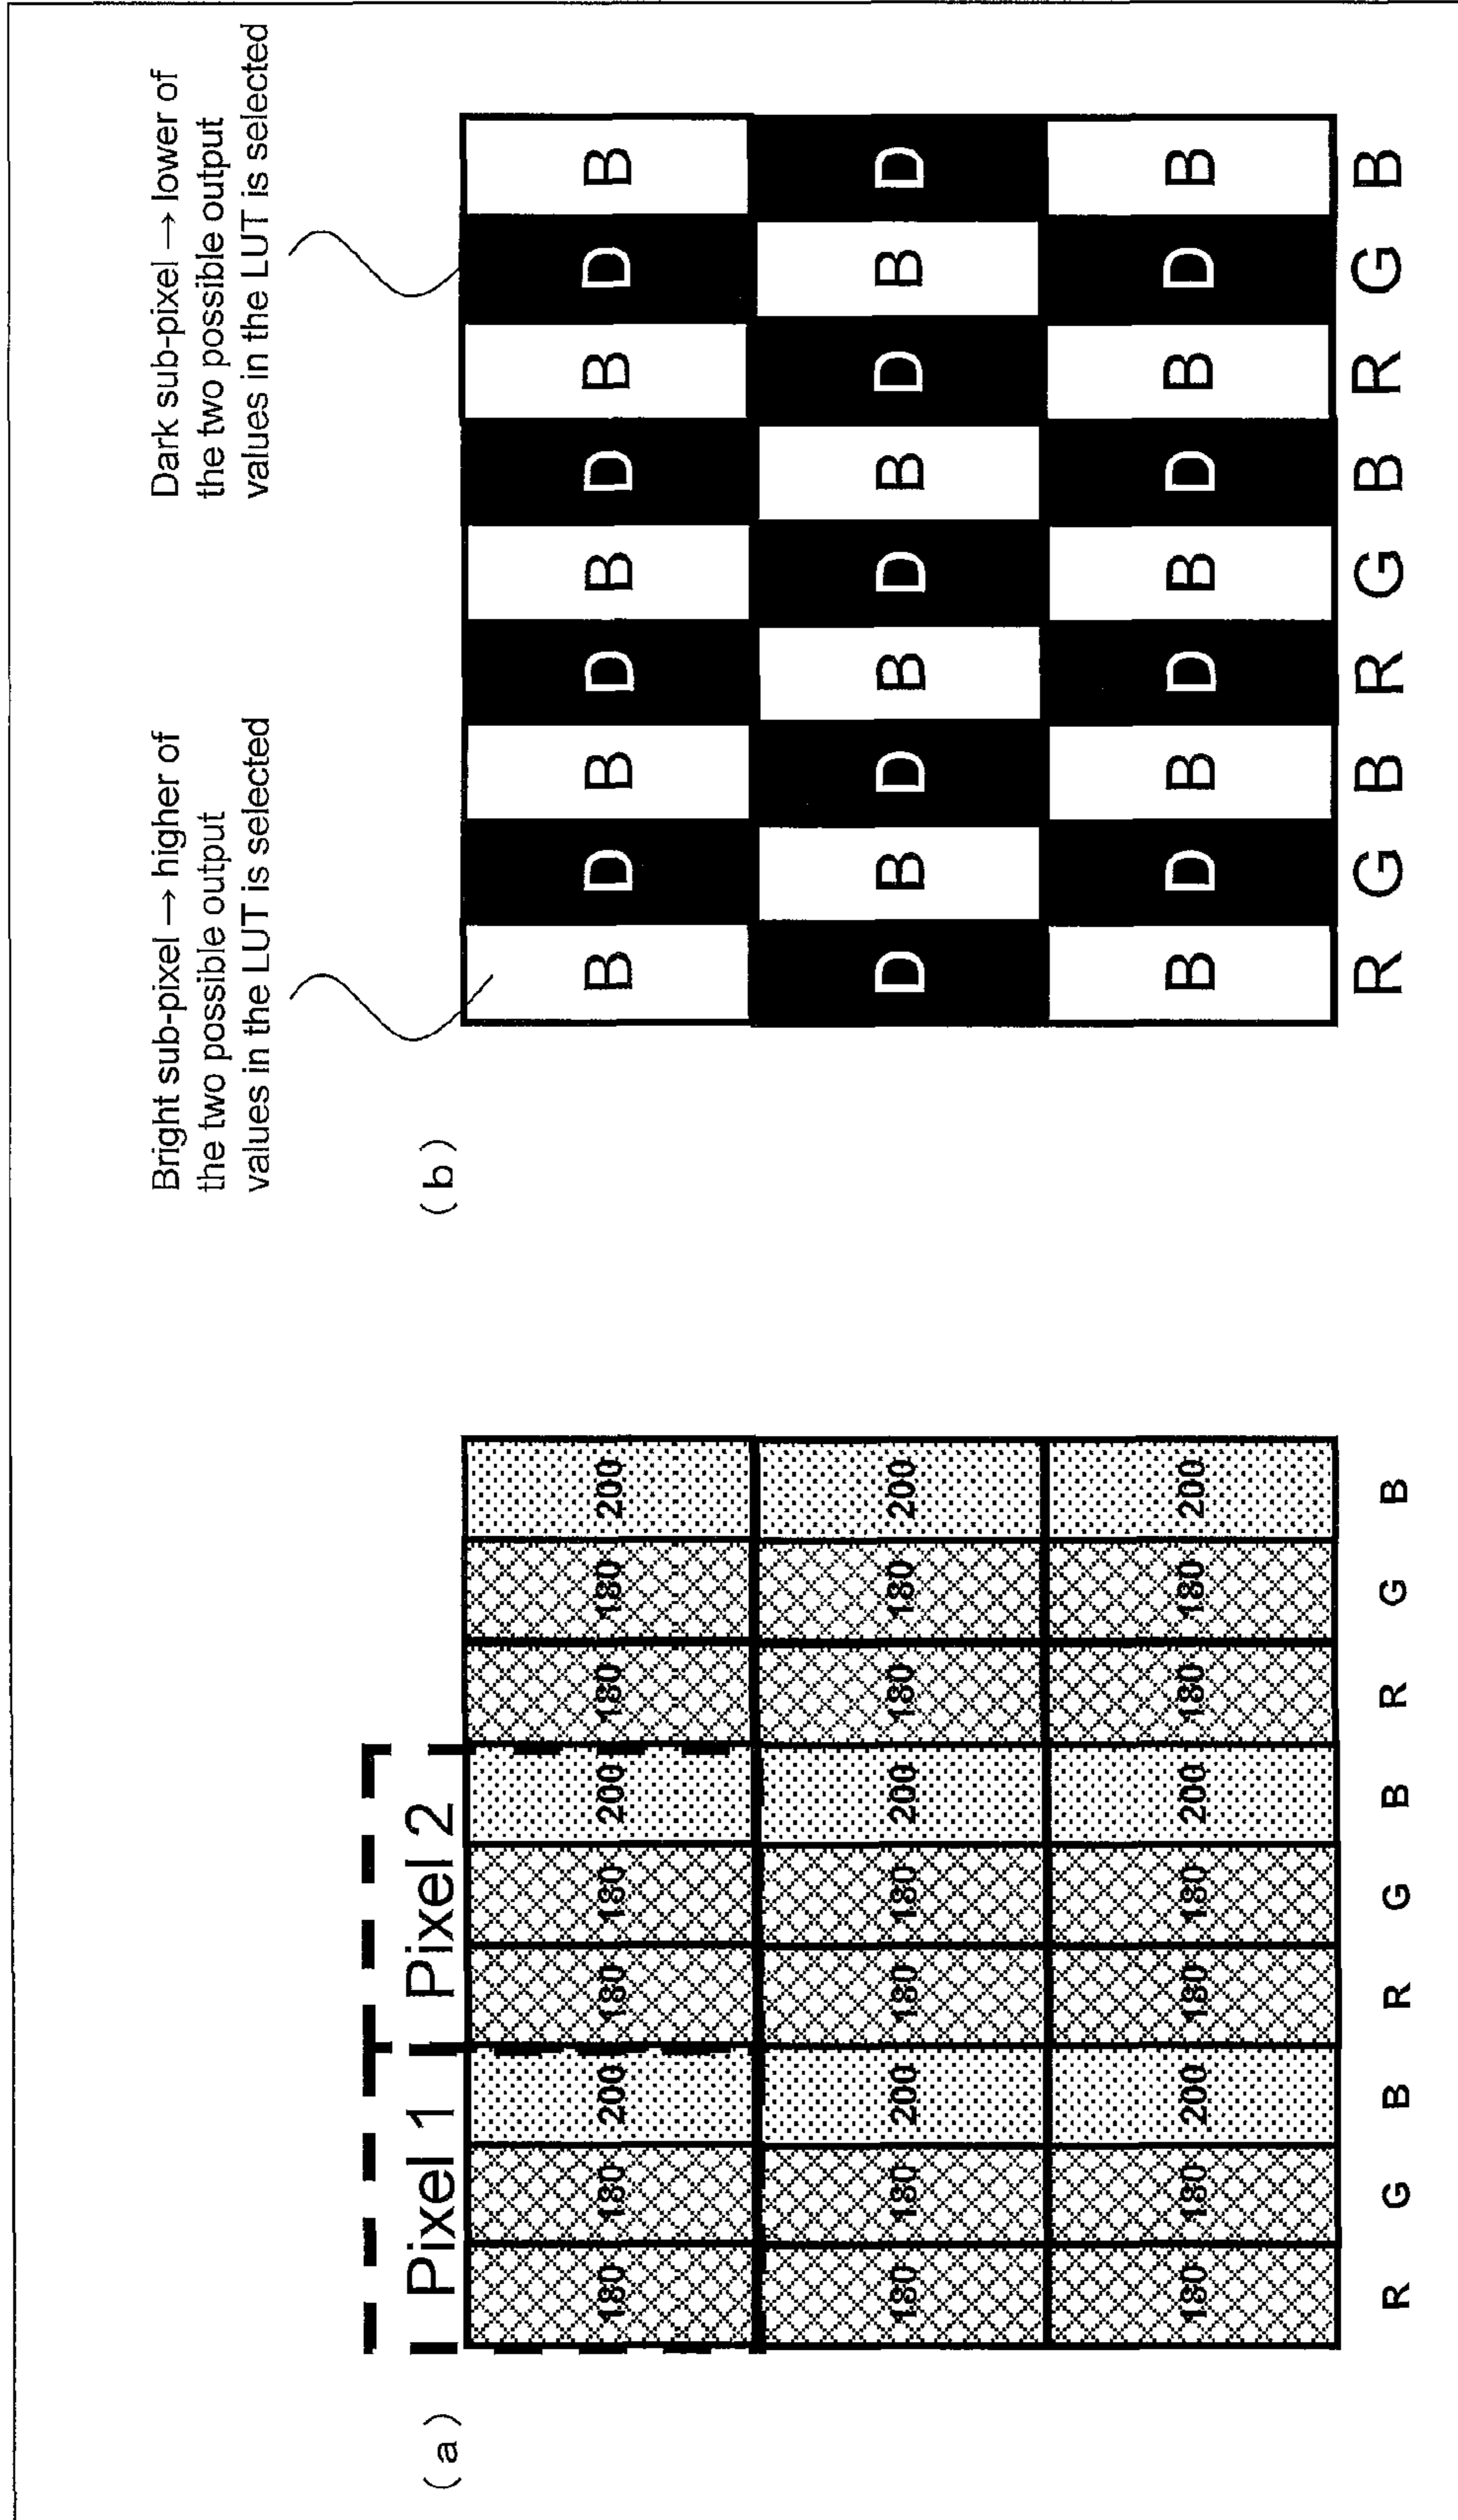 (a)
Pixel 1 Pixel 2
180 180 200 180 180 200 180 180 200
180 180 200 180 180 200 180 180 200
180 180 200 180 180 200 180 180 200
R G B R G B R G B
Bright sub-pixel → higher of
the two possible output
values in the LUT is selected
Dark sub-pixel → lower of
the two possible output
values in the LUT is selected
(b)
B D B D B D B D B
D B D B D B D B D
B D B D B D B D B
R G B R G B R G B